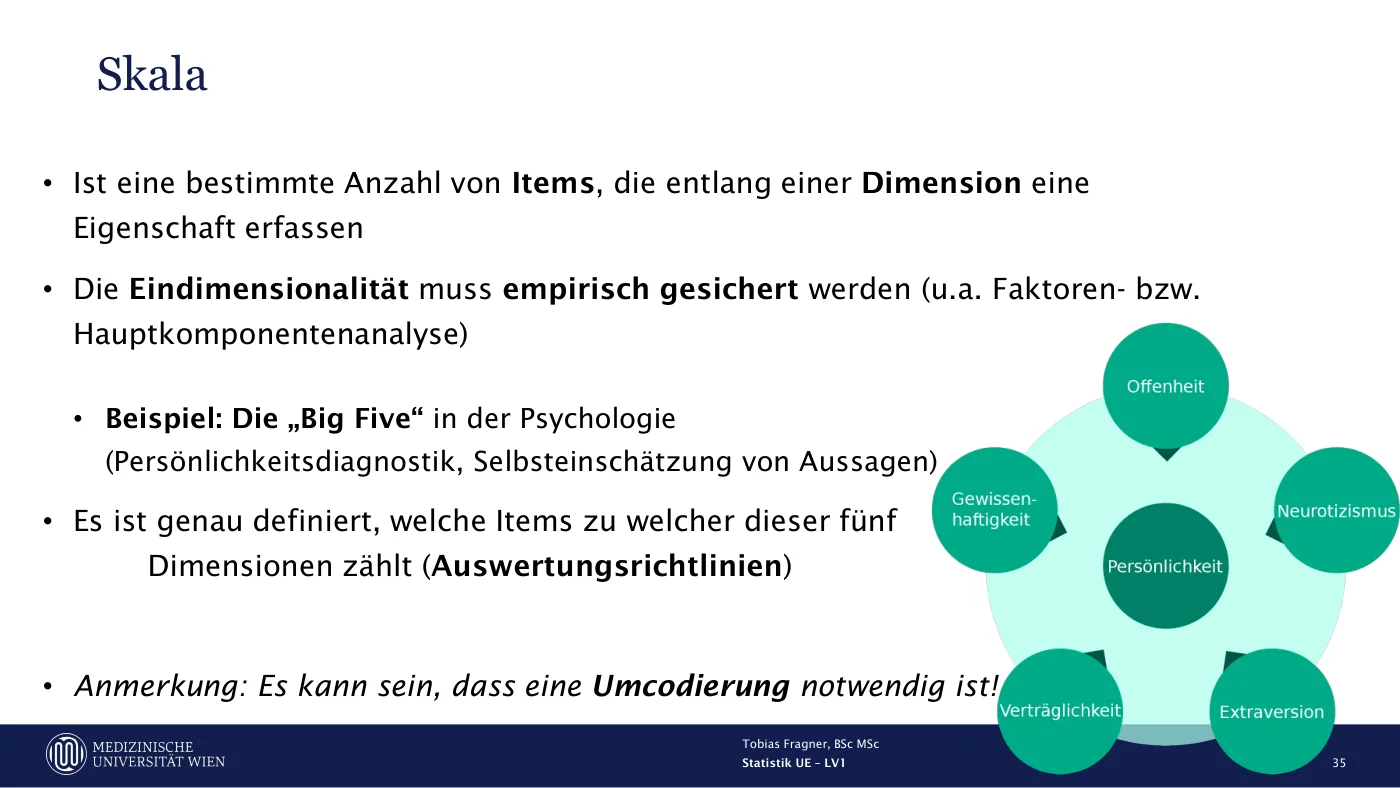 Skala
• Ist eine bestimmte Anzahl von Items, die entlang einer Dimension eine
Eigenschaft erfassen
• Die Eindimensionalität muss empirisch gesichert werden (u.a. Faktoren- bzw.
Hauptkomponentenanalyse)
• Beispiel: Die „Big Five“ in der Psychologie
(Persönlichkeitsdiagnostik, Selbsteinschätzung von Aussagen)
• Es ist genau definiert, welche Items zu welcher dieser fünf
Dimensionen zählt (Auswertungsrichtlinien)
• Anmerkung: Es kann sein, dass eine Umcodierung notwendig ist!
Offenheit
Gewissen-
haftigkeit
Neurotizismus
Persönlichkeit
Verträglichkeit
Extraversion
MEDIZINISCHE
UNIVERSITÄT WIEN
Tobias Fragner, BSc MSc
Statistik UE – LV1
35